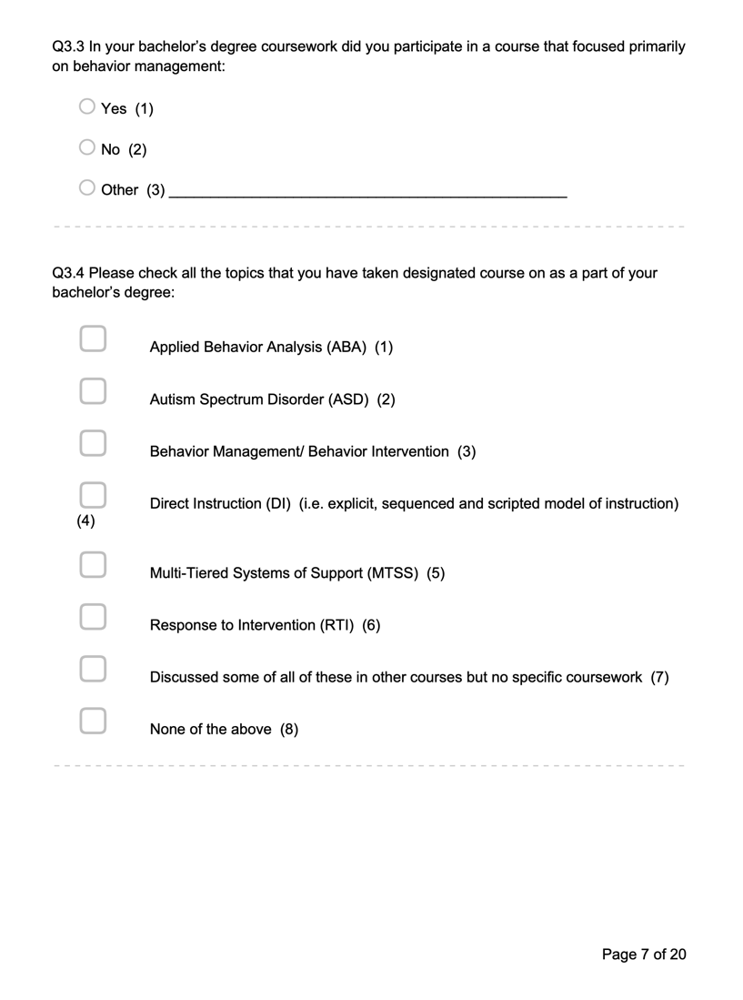 Q3.3 In your bachelor’s degree coursework did you participate in a course that focused primarily
on behavior management:
Yes (1)
No (2)
Other (3) ________________________________________________
Q3.4 Please check all the topics that you have taken designated course on as a part of your
bachelor’s degree:
Applied Behavior Analysis (ABA) (1)
Autism Spectrum Disorder (ASD) (2)
Behavior Management/ Behavior Intervention (3)
Direct Instruction (DI) (i.e. explicit, sequenced and scripted model of instruction)
(4)
Multi-Tiered Systems of Support (MTSS) (5)
Response to Intervention (RTI) (6)
Discussed some of all of these in other courses but no specific coursework (7)
None of the above (8)
Page 7 of 20